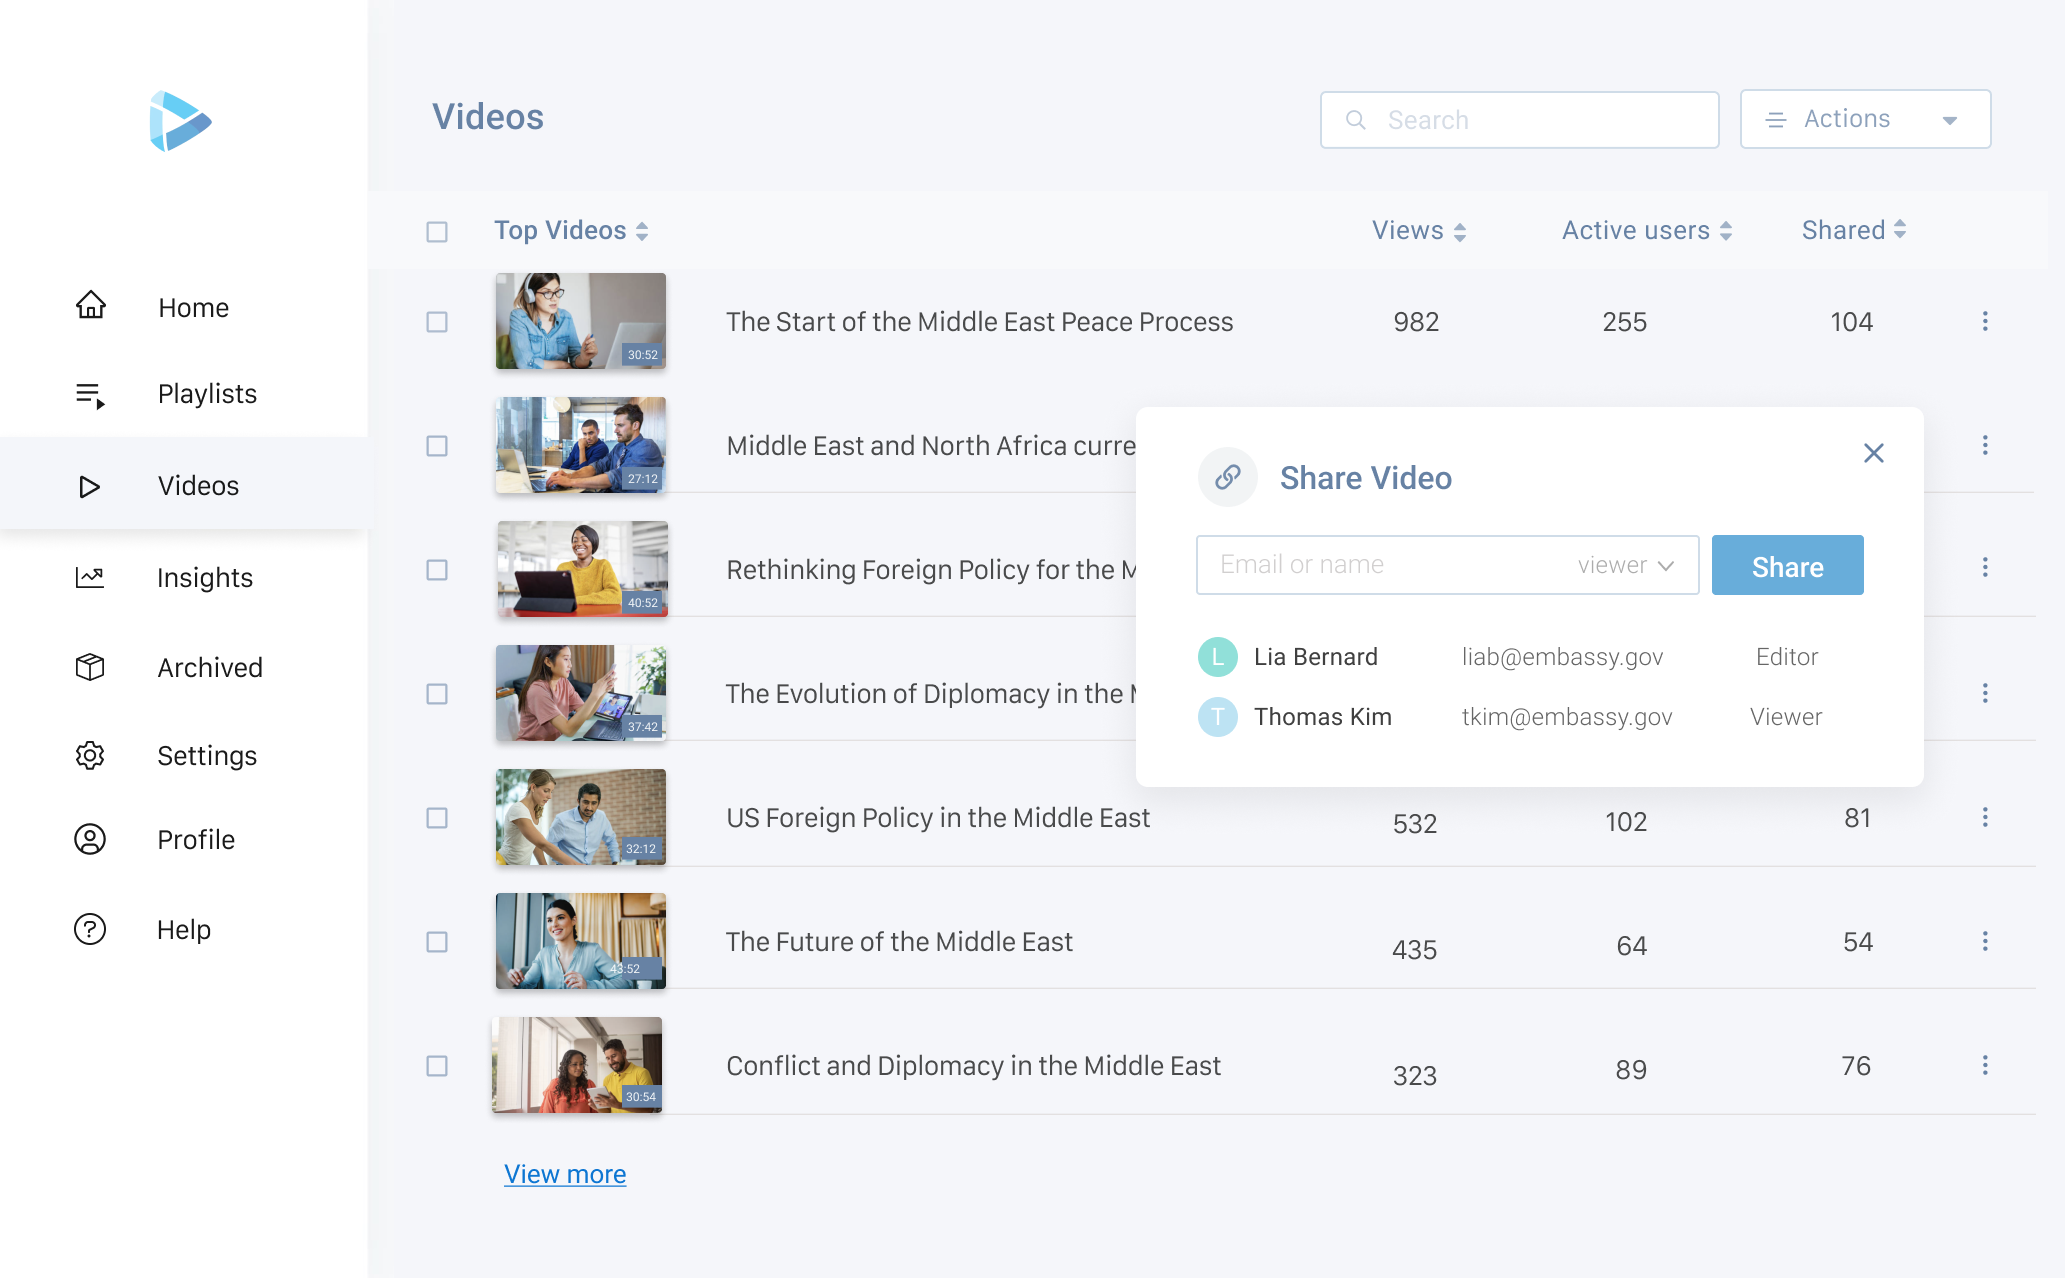 Videos
Search
Actions
Top Videos
Views
Active users
Shared
Home
Playlists
Videos
Insights
Archived
Settings
Profile
Help
30:52
The Start of the Middle East Peace Process
982
255
104
27:12
Middle East and North Africa curre
40:52
Rethinking Foreign Policy for the M
37:42
The Evolution of Diplomacy in the M
Share Video
Email or name
viewer
Share
L
Lia Bernard
liab@embassy.gov
Editor
T
Thomas Kim
tkim@embassy.gov
Viewer
32:12
US Foreign Policy in the Middle East
532
102
81
43:52
The Future of the Middle East
435
64
54
30:54
Conflict and Diplomacy in the Middle East
323
89
76
View more